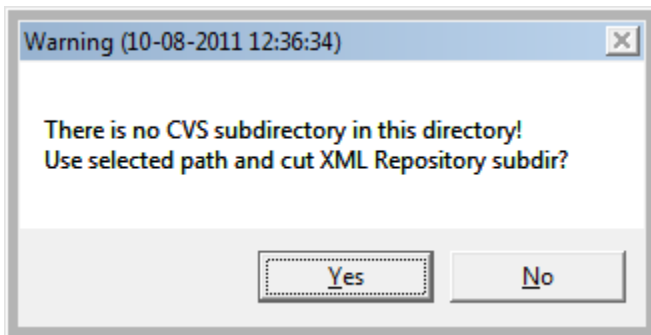 Warning (10-08-2011 12:36:34)
There is no CVS subdirectory in this directory!
Use selected path and cut XML Repository subdir?
Yes
No